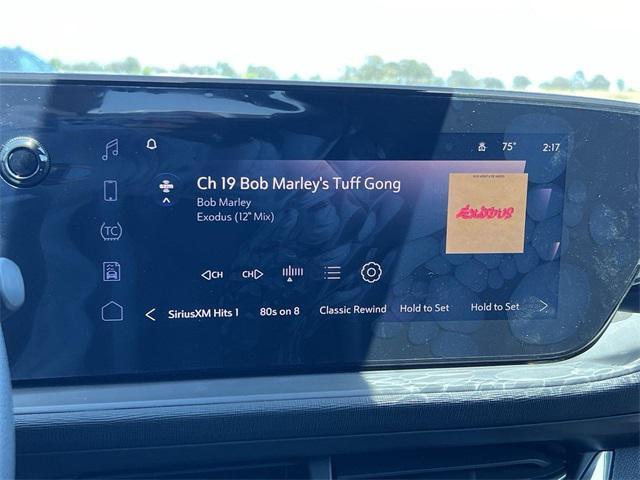 75° 2:17
Ch 19 Bob Marley's Tuff Gong
Bob Marley
Exodus (12" Mix)
EXODUS
TC
CH CH
SiriusXM Hits 1 80s on 8 Classic Rewind Hold to Set Hold to Set